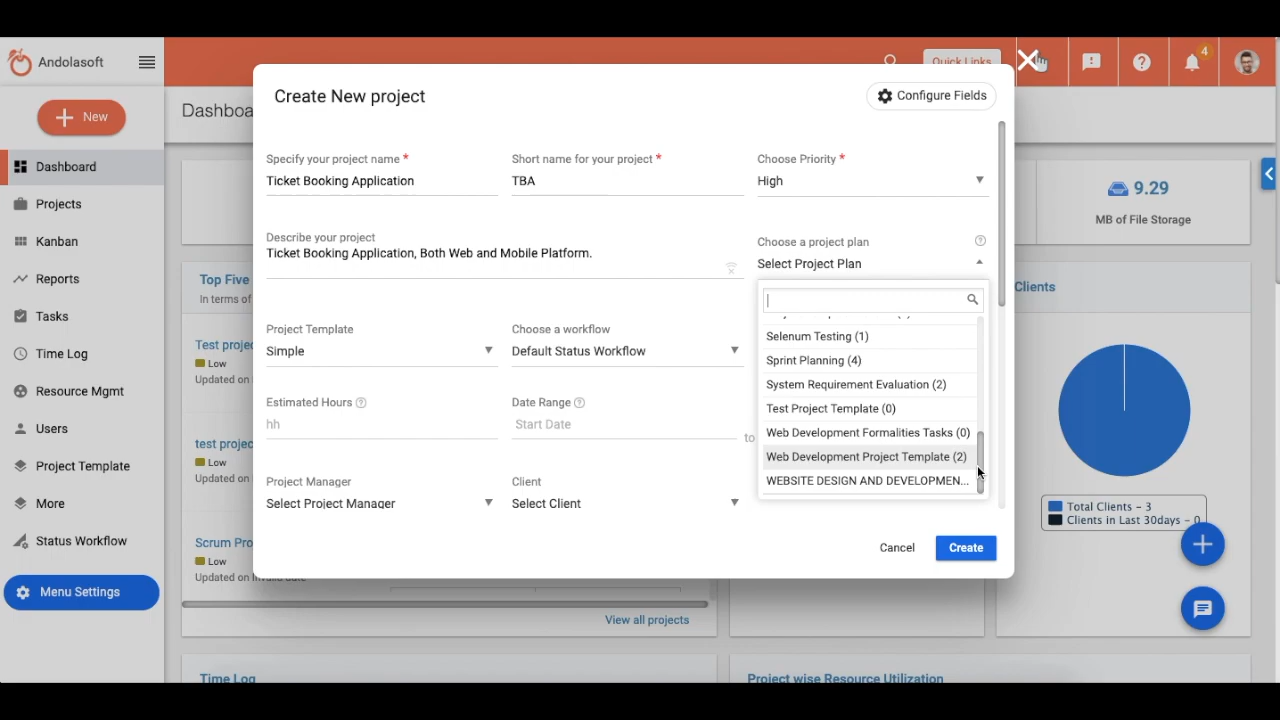 Andolasoft
Quick Links
4
New
Dashboa
Dashboard
Projects
Kanban
Reports
Tasks
Time Log
Resource Mgmt
Users
Project Template
More
Status Workflow
Menu Settings
Create New project
Configure Fields
Specify your project name *
Ticket Booking Application
Short name for your project *
TBA
Choose Priority *
High
Describe your project
Ticket Booking Application, Both Web and Mobile Platform.
Choose a project plan
Select Project Plan
Selenum Testing (1)
Sprint Planning (4)
System Requirement Evaluation (2)
Test Project Template (0)
Web Development Formalities Tasks (0)
Web Development Project Template (2)
WEBSITE DESIGN AND DEVELOPMEN...
Project Template
Simple
Choose a workflow
Default Status Workflow
Estimated Hours
hh
Date Range
Start Date
to
Project Manager
Select Project Manager
Client
Select Client
Cancel
Create
9.29
MB of File Storage
Top Five
In terms of
Test projec
Low
Updated on
test projec
Low
Updated on
Scrum Pro
Low
Updated on Invalid date
View all projects
Clients
Total Clients - 3
Clients in Last 30days - 0
Time Log
Project wise Resource Utilization